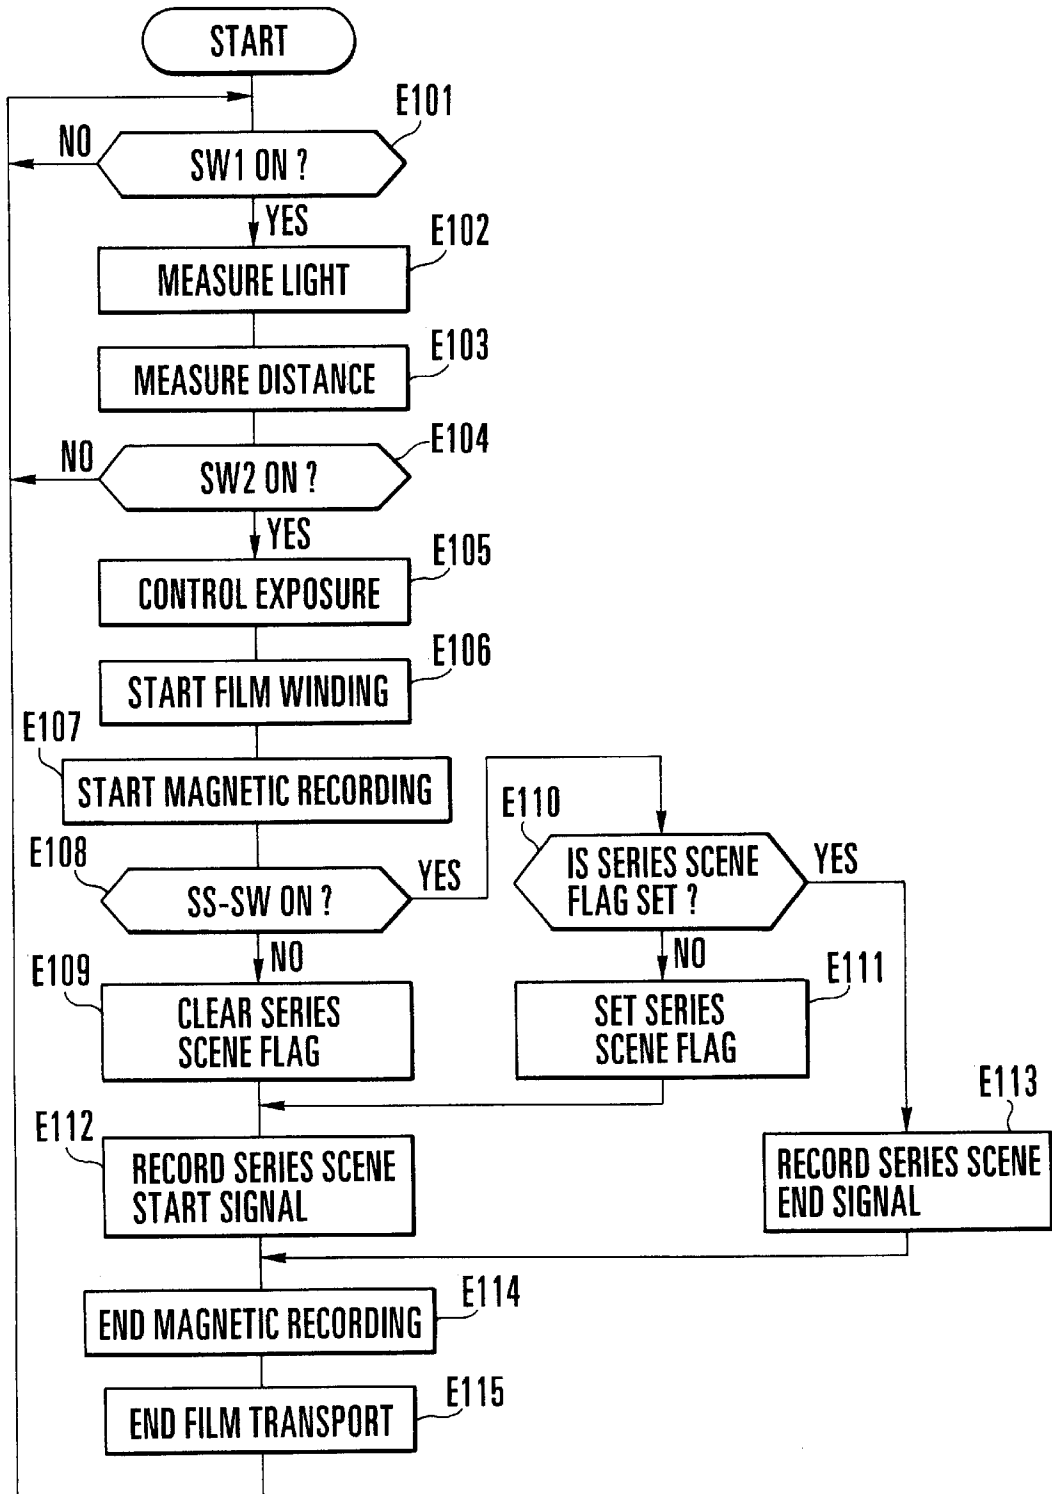 START
E101
NO
SW1 ON ?
YES
E102
MEASURE LIGHT
E103
MEASURE DISTANCE
E104
NO
SW2 ON ?
YES
E105
CONTROL EXPOSURE
E106
START FILM WINDING
E107
START MAGNETIC RECORDING
E108
SS-SW ON ?
YES
E110
IS SERIES SCENE
FLAG SET ?
YES
NO
NO
E109
CLEAR SERIES
SCENE FLAG
E111
SET SERIES
SCENE FLAG
E112
RECORD SERIES SCENE
START SIGNAL
E113
RECORD SERIES SCENE
END SIGNAL
E114
END MAGNETIC RECORDING
E115
END FILM TRANSPORT